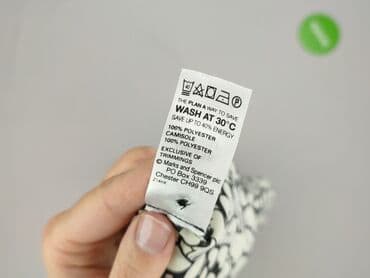 THE PLAN A WAY TO SAVE
WASH AT 30°C
SAVE UP TO 40% ENERGY
100% POLYESTER
CAMISOLE
100% POLYESTER
EXCLUSIVE OF
TRIMMINGS
© Marks and Spencer plc
PO Box 3339
Chester CH99 9QS